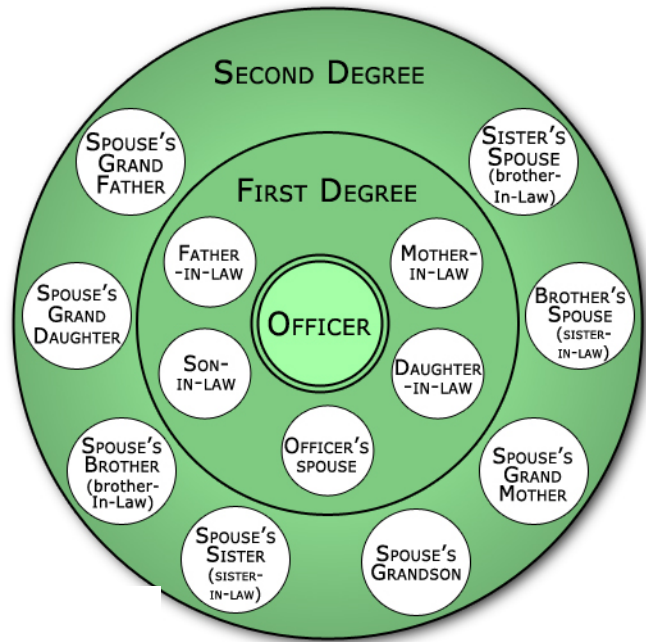 SECOND DEGREE
SPOUSE'S
GRAND
FATHER
SISTER'S
SPOUSE
(brother-
In-Law)
FIRST DEGREE
FATHER
-IN-LAW
MOTHER-
IN-LAW
SPOUSE'S
GRAND
DAUGHTER
OFFICER
BROTHER'S
SPOUSE
(SISTER-
IN-LAW)
SON-
IN-LAW
DAUGHTER
-IN-LAW
SPOUSE'S
BROTHER
(brother-
In-Law)
OFFICER'S
SPOUSE
SPOUSE'S
GRAND
MOTHER
SPOUSE'S
SISTER
(SISTER-
IN-LAW)
SPOUSE'S
GRANDSON